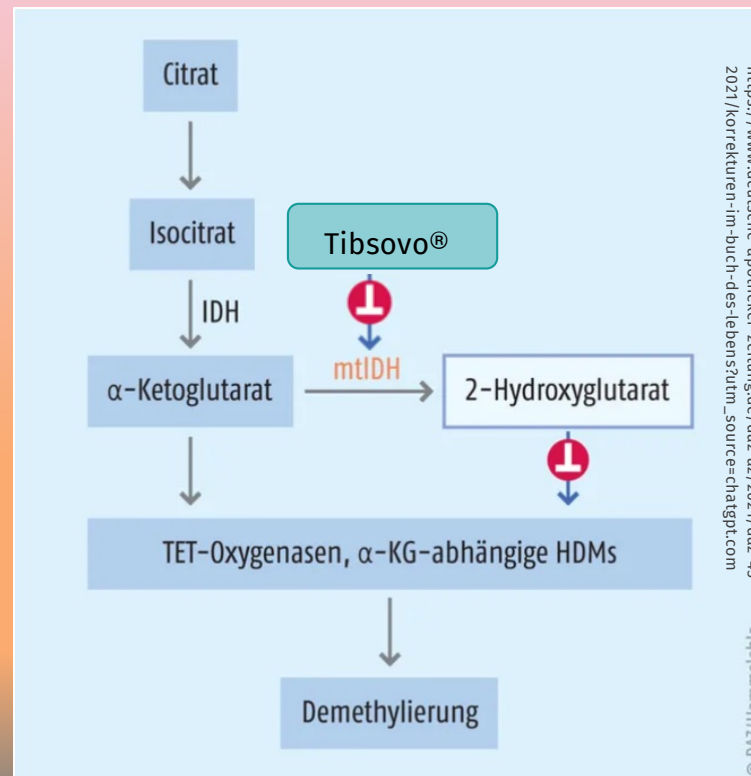 Citrat
Isocitrat
Tibsovo®
IDH
α-Ketoglutarat
mtIDH
2-Hydroxyglutarat
TET-Oxygenasen, α-KG-abhängige HDMs
Demethylierung
2021/korrekturen-im-buch-des-lebens?utm_source=chatgpt.com